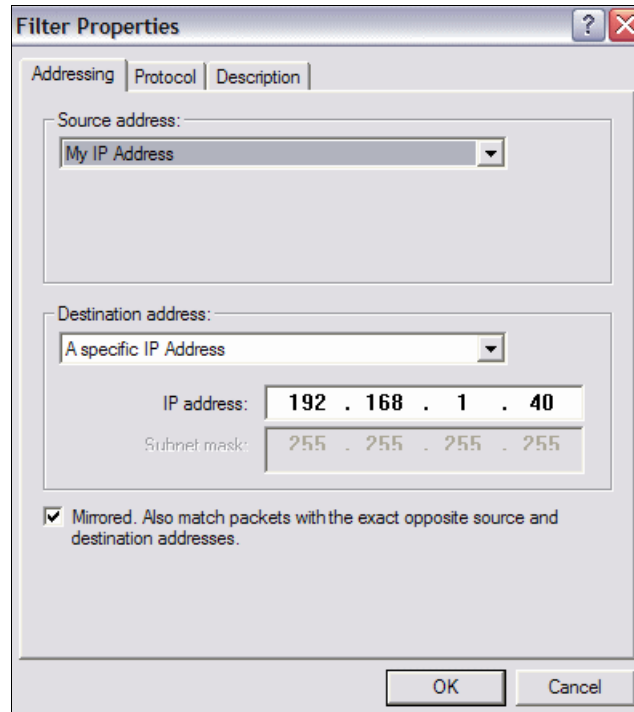 Filter Properties
Addressing Protocol Description
Source address:
My IP Address
Destination address:
A specific IP Address
IP address: 192 . 168 . 1 . 40
Subnet mask: 255 . 255 . 255 . 255
Mirrored. Also match packets with the exact opposite source and
destination addresses.
OK Cancel